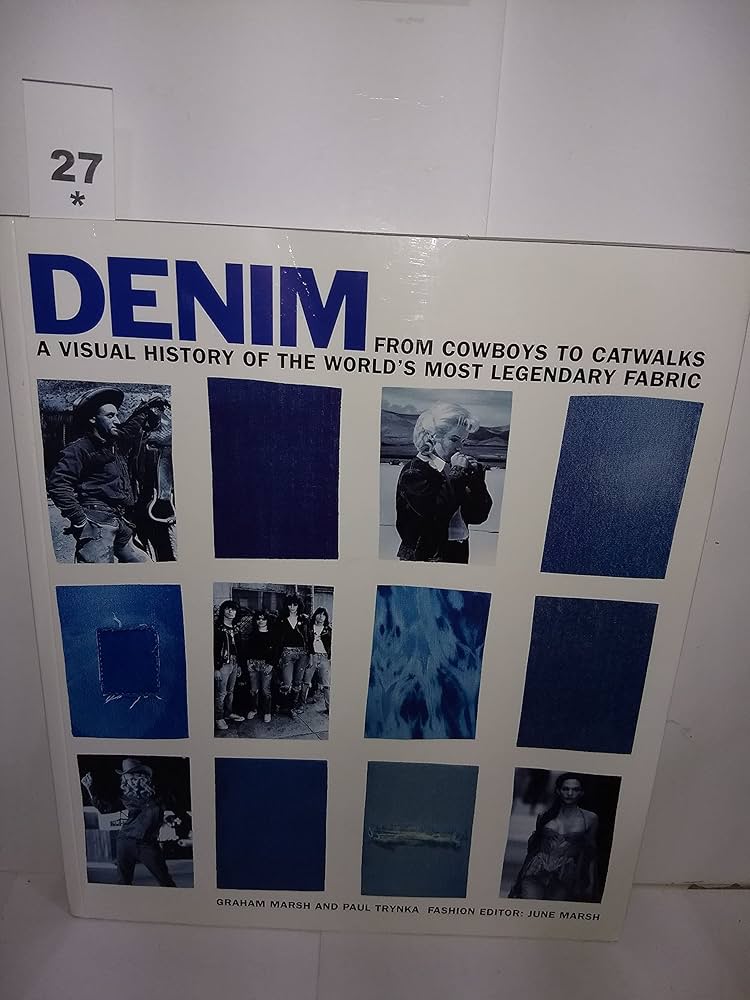 27
*
DENIM FROM COWBOYS TO CATWALKS
A VISUAL HISTORY OF THE WORLD'S MOST LEGENDARY FABRIC
GRAHAM MARSH AND PAUL TRYNKA FASHION EDITOR: JUNE MARSH